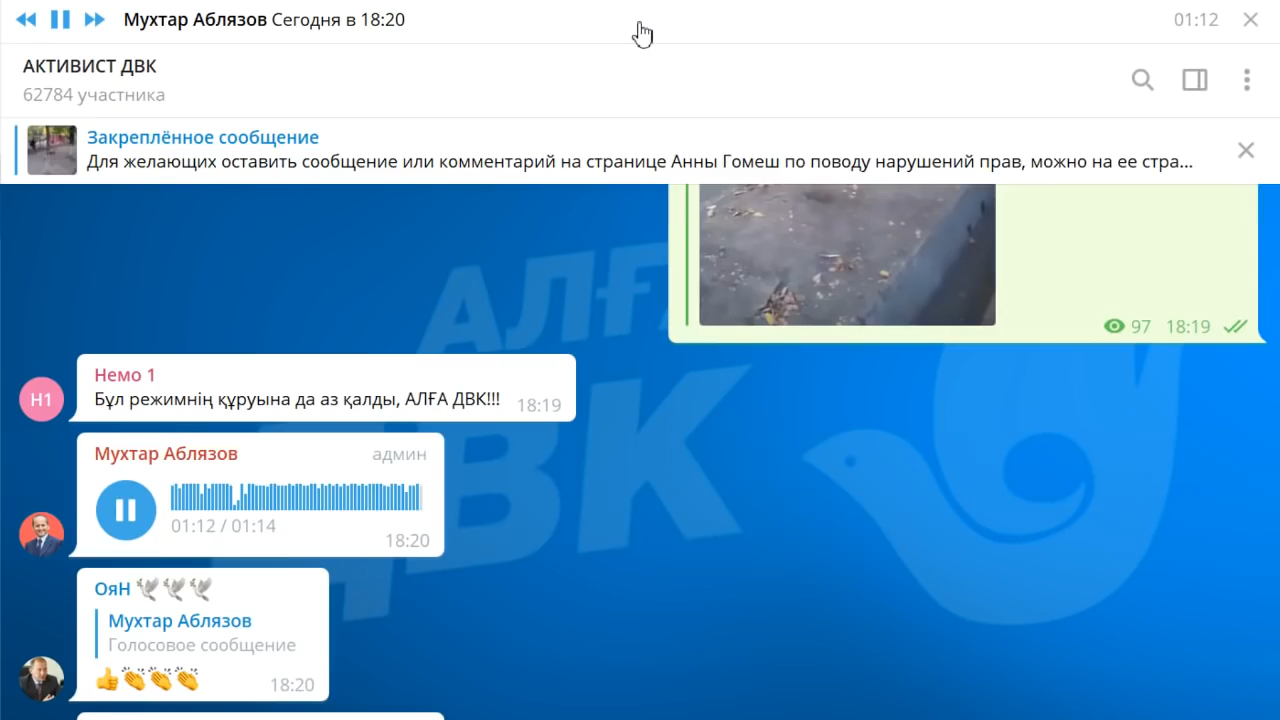 Мухтар Аблязов Сегодня в 18:20
01:12
АКТИВИСТ ДВК
62784 участника
Закреплённое сообщение
Для желающих оставить сообщение или комментарий на странице Анны Гомеш по поводу нарушений прав, можно на ее стра...
97 18:19
АЛҒА
ДВК
Немо 1
Н1
Бұл режимнің құруына да аз қалды, АЛҒА ДВК!!!
18:19
Мухтар Аблязов
админ
01:12 / 01:14
18:20
ОяН 🕊🕊🕊
Мухтар Аблязов
Голосовое сообщение
👍👏👏👏
18:20